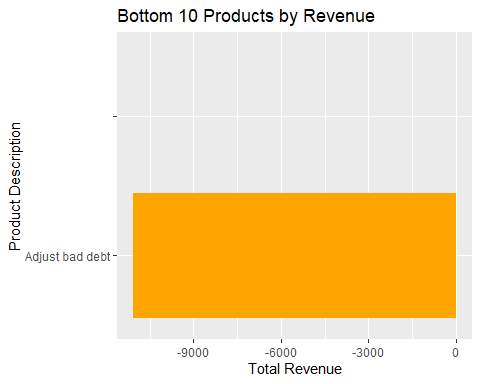 Bottom 10 Products by Revenue
Product Description
Adjust bad debt
-9000 -6000 -3000 0
Total Revenue